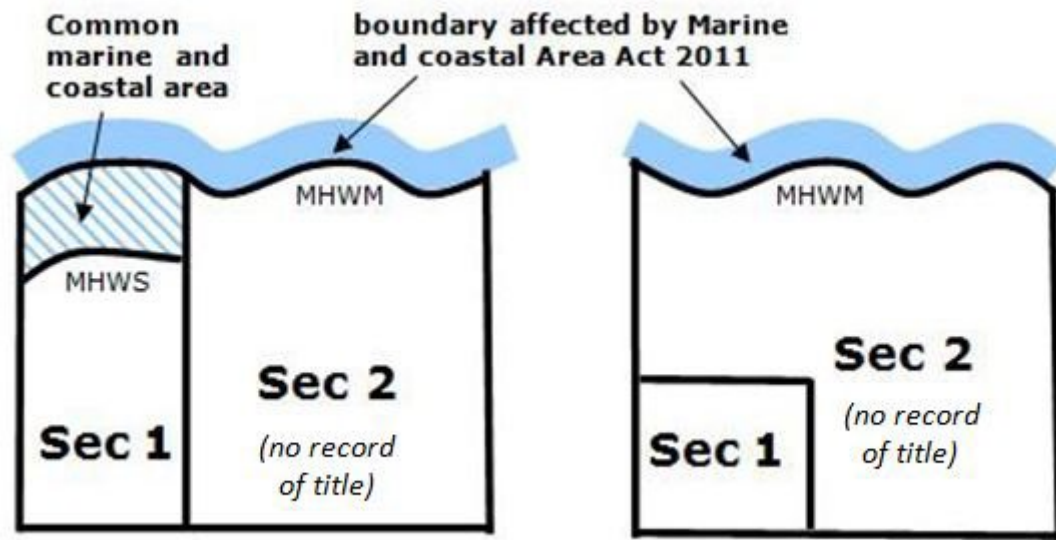 Common
marine and
coastal area
boundary affected by Marine
and coastal Area Act 2011
MHWM
MHWS
Sec 1
Sec 2
(no record
of title)
MHWM
Sec 2
(no record
of title)
Sec 1